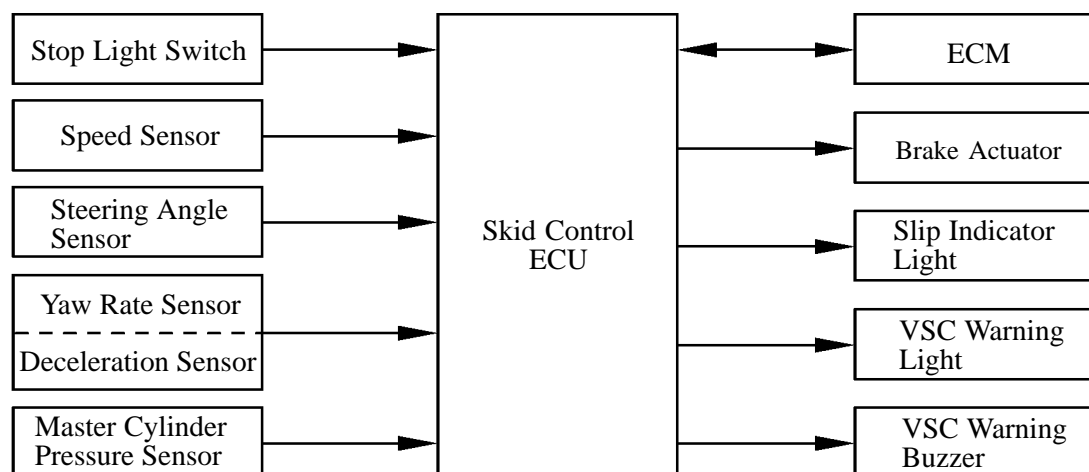 Stop Light Switch
Speed Sensor
Steering Angle
Sensor
Yaw Rate Sensor
Deceleration Sensor
Master Cylinder
Pressure Sensor
Skid Control
ECU
ECM
Brake Actuator
Slip Indicator
Light
VSC Warning
Light
VSC Warning
Buzzer